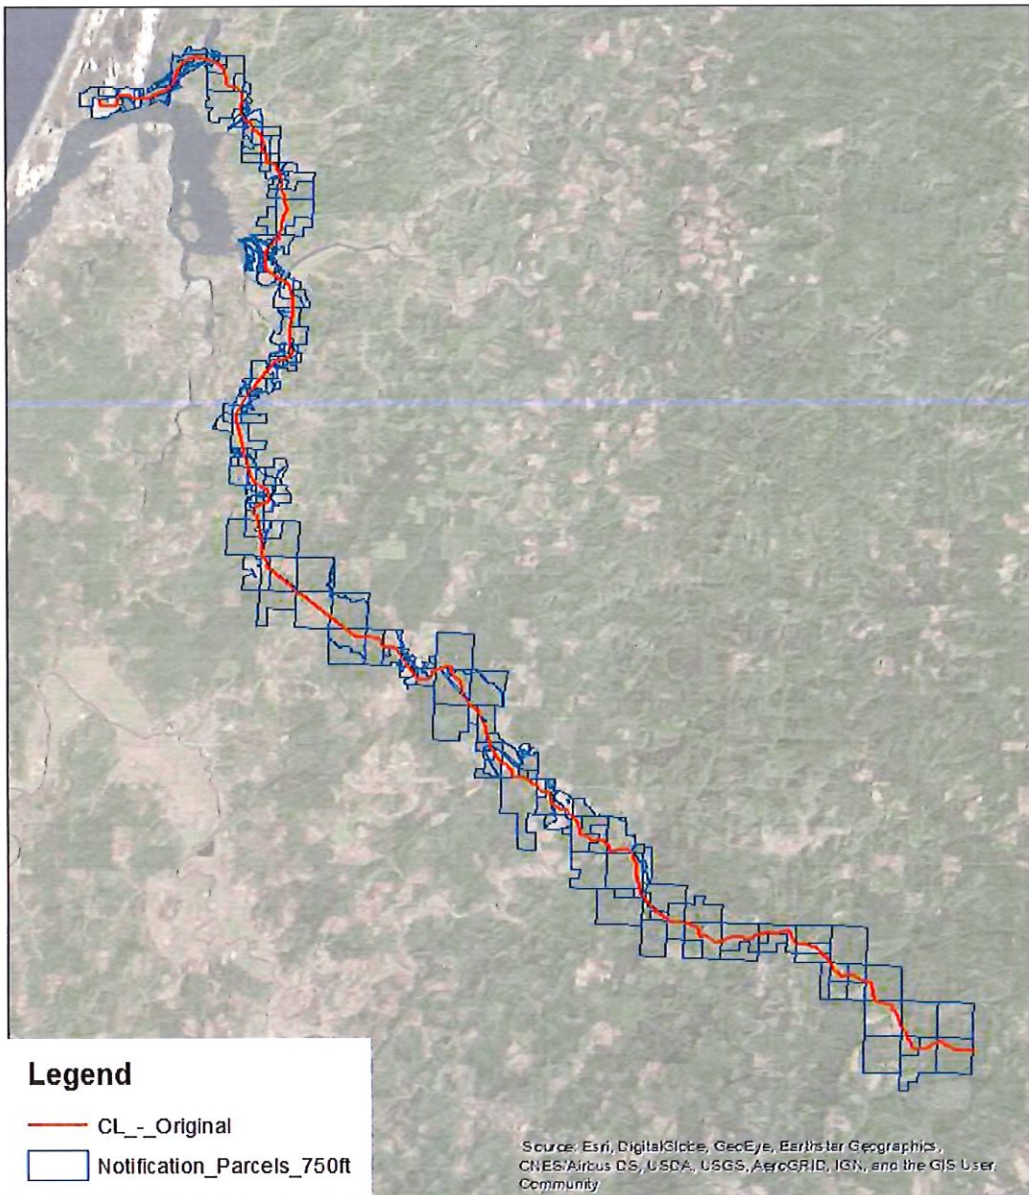 Legend
CL_-_Original
Notification_Parcels_750ft
Source: Esri, DigitalGlobe, GeoEye, Earthstar Geographics,
CNES/Airbus DS, USDA, USGS, AeroGRID, IGN, and the GIS User
Community